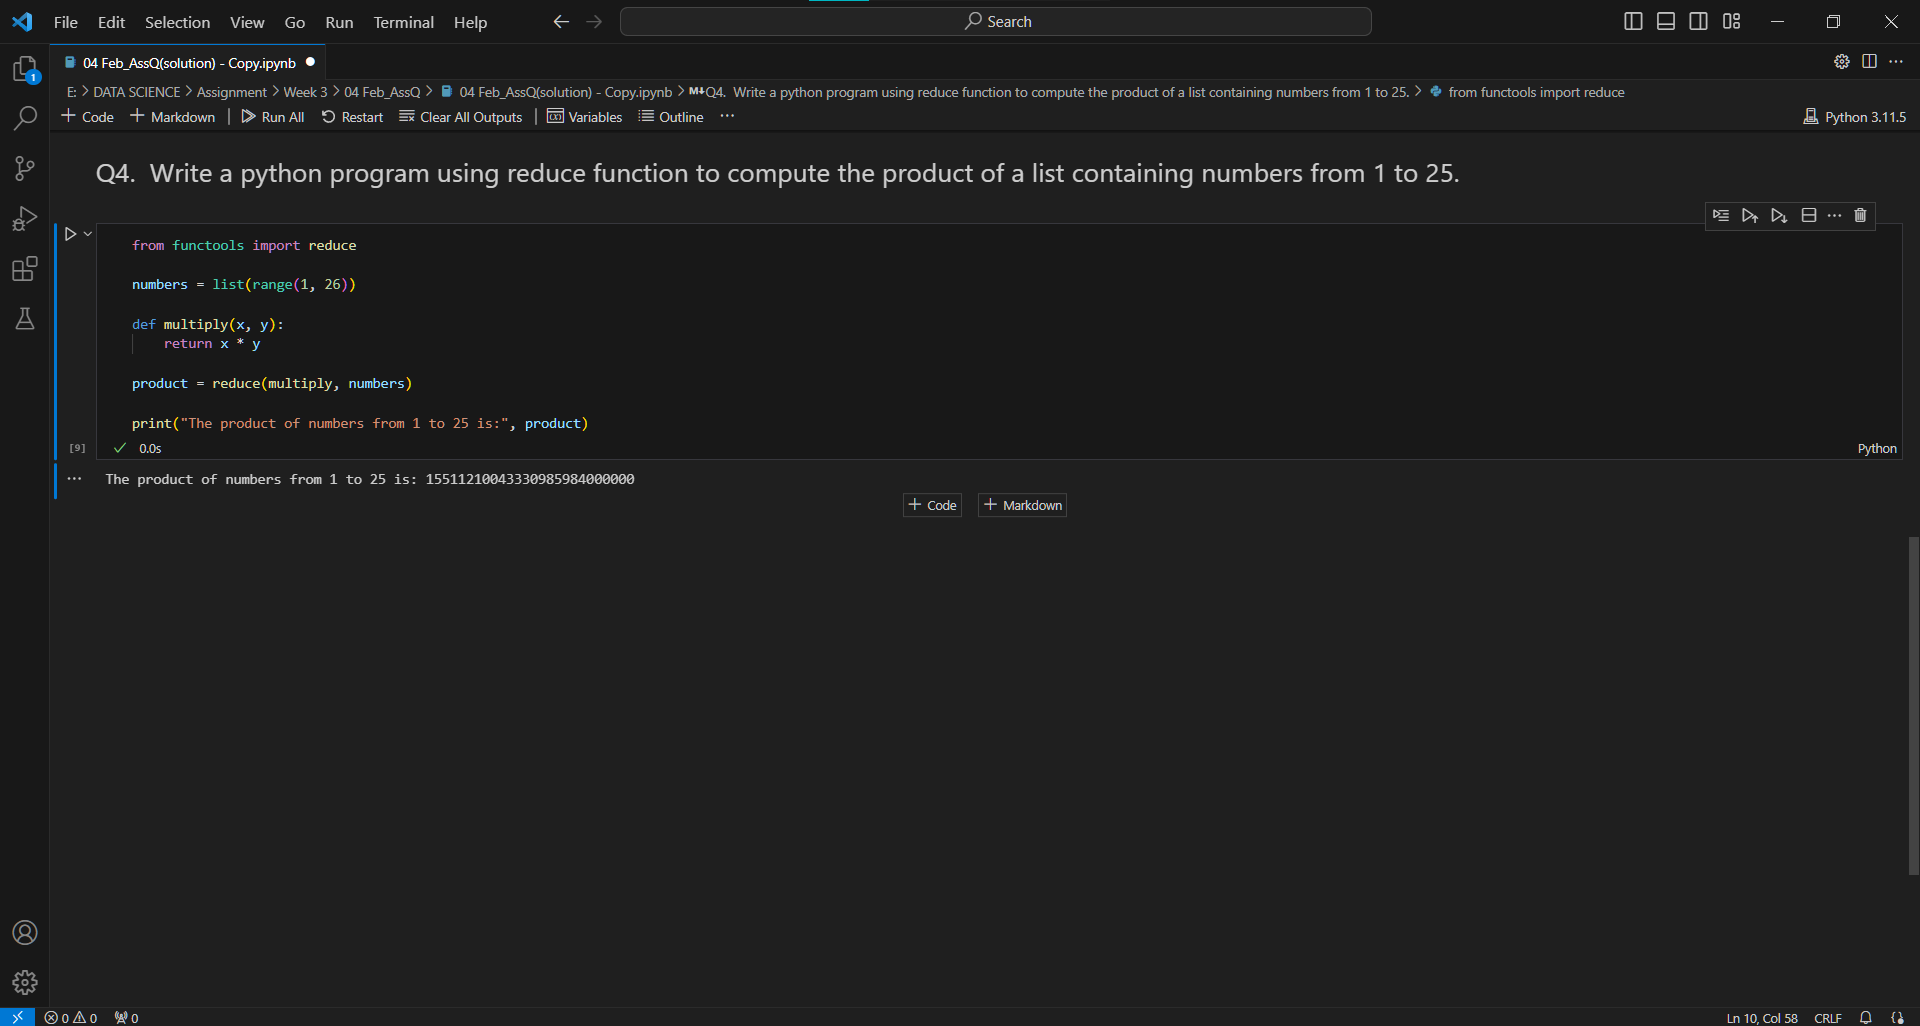 File Edit Selection View Go Run Terminal Help Search
1
04 Feb_AssQ(solution) - Copy.ipynb
E: > DATA SCIENCE > Assignment > Week 3 > 04 Feb_AssQ > 04 Feb_AssQ(solution) - Copy.ipynb > M↓Q4. Write a python program using reduce function to compute the product of a list containing numbers from 1 to 25. > from functools import reduce
+ Code + Markdown | Run All Restart Clear All Outputs | Variables Outline ... Python 3.11.5
Q4. Write a python program using reduce function to compute the product of a list containing numbers from 1 to 25.
from functools import reduce
numbers = list(range(1, 26))
def multiply(x, y):
return x * y
product = reduce(multiply, numbers)
print("The product of numbers from 1 to 25 is:", product)
[9] 0.0s Python
... The product of numbers from 1 to 25 is: 15511210043330985984000000
+ Code + Markdown
0 0 0 Ln 10, Col 58 CRLF